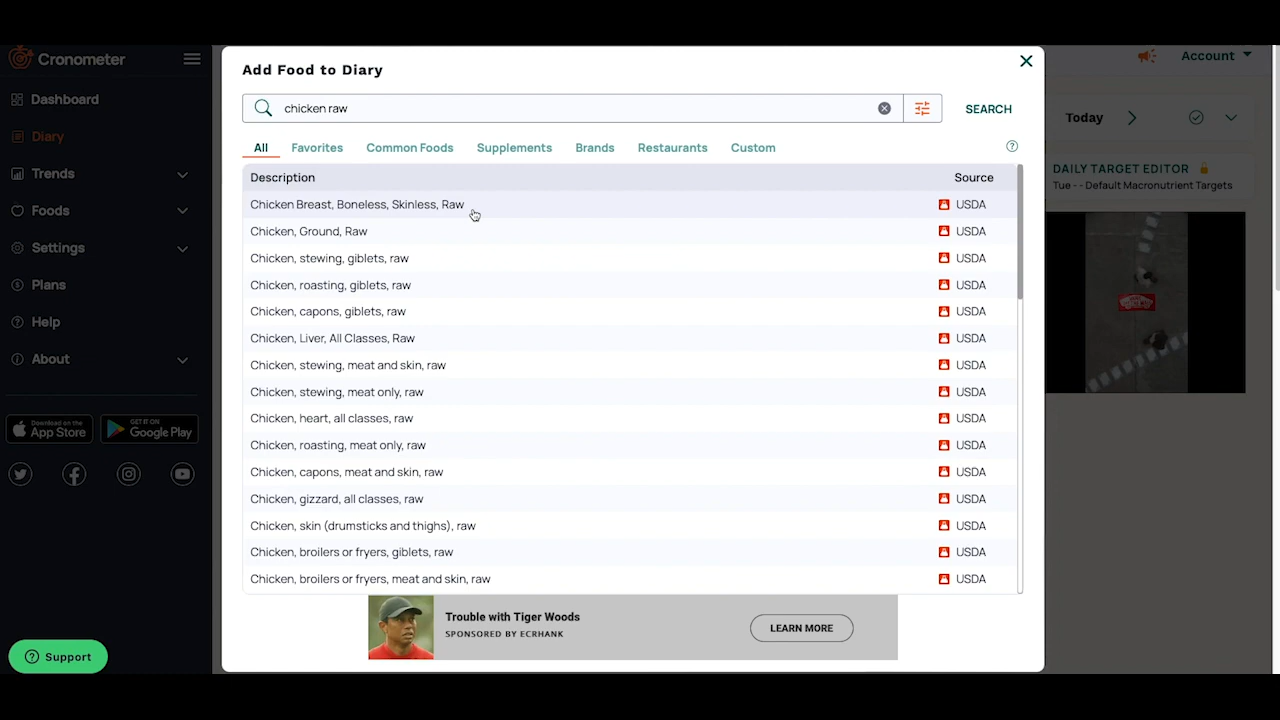 Cronometer
Dashboard
Diary
Trends
Foods
Settings
Plans
Help
About
Download on the
App Store
GET IT ON
Google Play
Support
Add Food to Diary
chicken raw
SEARCH
All Favorites Common Foods Supplements Brands Restaurants Custom
Description Source
Chicken Breast, Boneless, Skinless, Raw USDA
Chicken, Ground, Raw USDA
Chicken, stewing, giblets, raw USDA
Chicken, roasting, giblets, raw USDA
Chicken, capons, giblets, raw USDA
Chicken, Liver, All Classes, Raw USDA
Chicken, stewing, meat and skin, raw USDA
Chicken, stewing, meat only, raw USDA
Chicken, heart, all classes, raw USDA
Chicken, roasting, meat only, raw USDA
Chicken, capons, meat and skin, raw USDA
Chicken, gizzard, all classes, raw USDA
Chicken, skin (drumsticks and thighs), raw USDA
Chicken, broilers or fryers, giblets, raw USDA
Chicken, broilers or fryers, meat and skin, raw USDA
Trouble with Tiger Woods
SPONSORED BY ECRHANK
LEARN MORE
Account
Today
DAILY TARGET EDITOR
Tue - - Default Macronutrient Targets